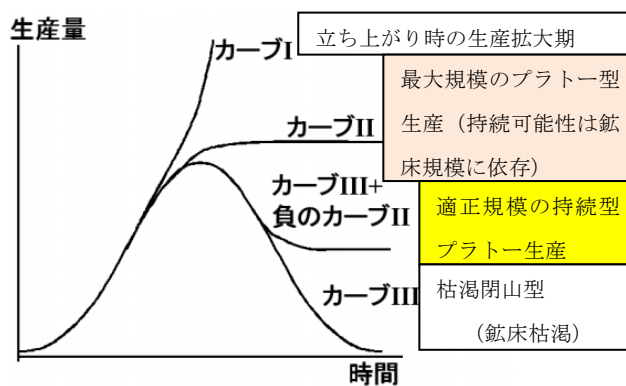 生産量
カーブI
立ち上がり時の生産拡大期
最大規模のプラトー型
生産（持続可能性は鉱
床規模に依存）
カーブII
カーブIII+
負のカーブII
適正規模の持続型
プラトー生産
カーブIII
枯渇閉山型
（鉱床枯渇）
時間